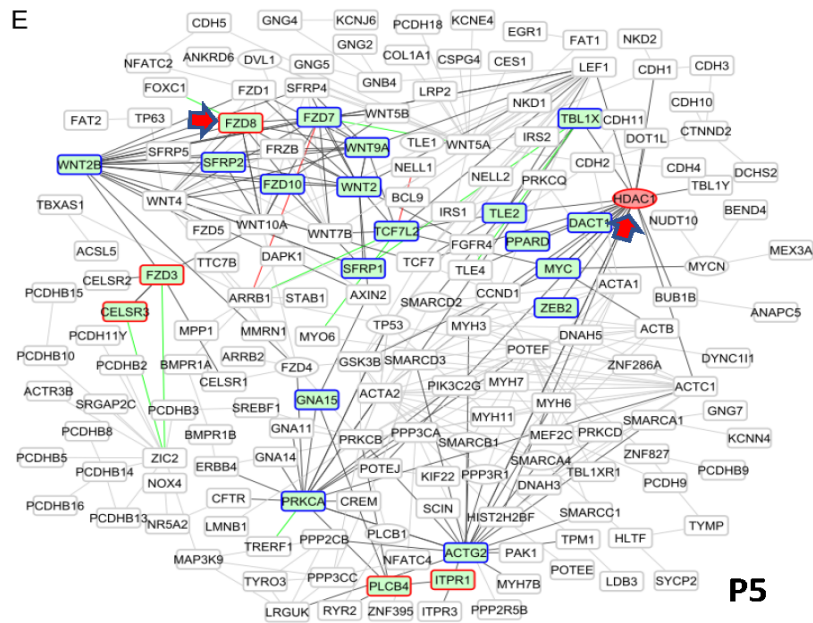 E
CDH5
GNG4
KCNJ6
PCDH18
KCNE4
EGR1
FAT1
NKD2
NFATC2
ANKRD6
DVL1
GNG2
GNG5
COL1A1
CSPG4
CES1
LEF1
CDH1
CDH3
FOXC1
FZD1
SFRP4
GNB4
LRP2
NKD1
CDH10
FAT2
TP63
FZD8
FZD7
WNT5B
TBL1X
CDH11
CTNND2
SFRP5
FRZB
WNT9A
TLE1
WNT5A
IRS2
DOT1L
WNT2B
SFRP2
NELL1
NELL2
PRKCQ
CDH2
CDH4
DCHS2
FZD10
WNT2
BCL9
TBL1Y
TBXAS1
WNT4
IRS1
TLE2
HDAC1
NUDT10
BEND4
FZD5
WNT10A
WNT7B
TCF7L2
DACT1
ACSL5
TTC7B
DAPK1
FGFR4
PPARD
MEX3A
CELSR2
FZD3
SFRP1
TCF7
TLE4
MYC
MYCN
PCDHB15
ARRB1
STAB1
AXIN2
SMARCD2
CCND1
ACTA1
BUB1B
CELSR3
ZEB2
ANAPC5
PCDH11Y
MPP1
MMRN1
MYO6
TP53
MYH3
DNAH5
ACTB
PCDHB10
PCDHB2
BMPR1A
ARRB2
FZD4
GSK3B
SMARCD3
POTEF
ZNF286A
DYNC1I1
ACTR3B
CELSR1
ACTA2
PIK3C2G
MYH7
ACTC1
SRGAP2C
PCDHB3
SREBF1
GNA15
MYH11
MYH6
SMARCA1
GNG7
PCDHB8
BMPR1B
GNA11
PRKCB
PPP3CA
SMARCB1
MEF2C
PRKCD
KCNN4
PCDHB5
ZIC2
GNA14
POTEJ
SMARCA4
ZNF827
PCDHB14
ERBB4
KIF22
PPP3R1
TBL1XR1
PCDHB9
NOX4
DNAH3
PCDH9
PCDHB16
CFTR
PRKCA
CREM
SCIN
HIST2H2BF
SMARCC1
PCDHB13
NR5A2
LMNB1
TYMP
TRERF1
PPP2CB
PLCB1
TPM1
HLTF
MAP3K9
NFATC4
ACTG2
PAK1
POTEE
TYRO3
PPP3CC
PLCB4
ITPR1
MYH7B
LDB3
SYCP2
P5
LRGUK
RYR2
ZNF395
ITPR3
PPP2R5B